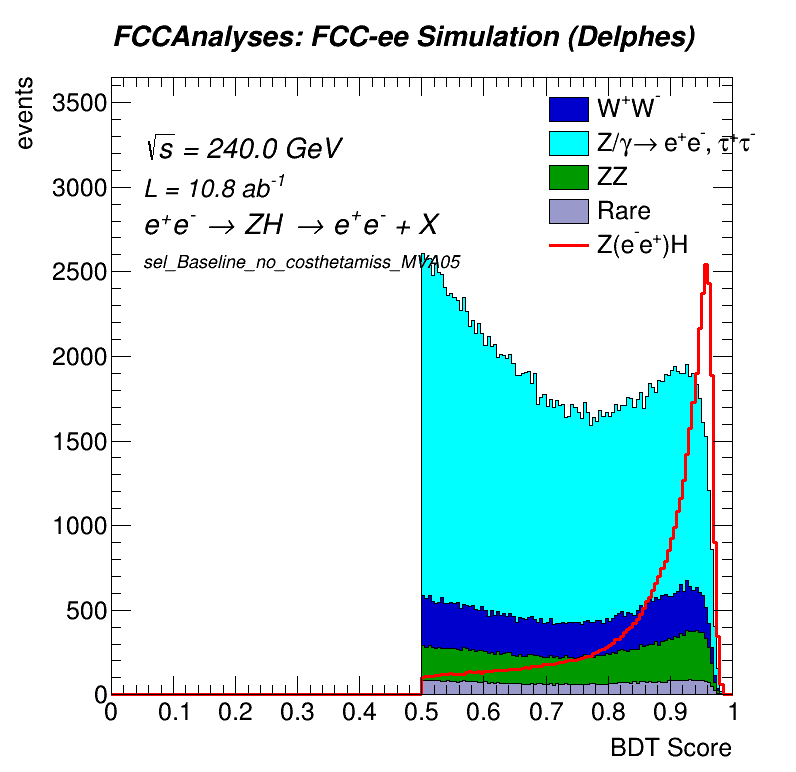 FCCAnalyses: FCC-ee Simulation (Delphes)
events
3500
3000
2500
2000
1500
1000
500
0
√s = 240.0 GeV
L = 10.8 ab⁻¹
e⁺e⁻ → ZH → e⁺e⁻ + X
sel_Baseline_no_costhetamiss_MVA05
W⁺W⁻
Z/γ→ e⁺e⁻, τ⁺τ⁻
ZZ
Rare
Z(e⁻e⁺)H
0 0.1 0.2 0.3 0.4 0.5 0.6 0.7 0.8 0.9 1
BDT Score